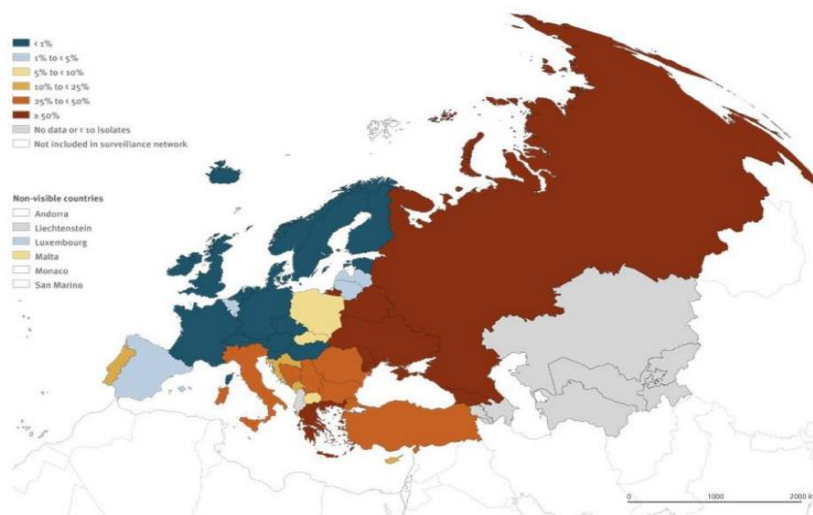 < 1%
1% to < 5%
5% to < 10%
10% to < 25%
25% to < 50%
≥ 50%
No data or < 10 isolates
Not included in surveillance network
Non-visible countries
Andorra
Liechtenstein
Luxembourg
Malta
Monaco
San Marino
0 1000 2000 km